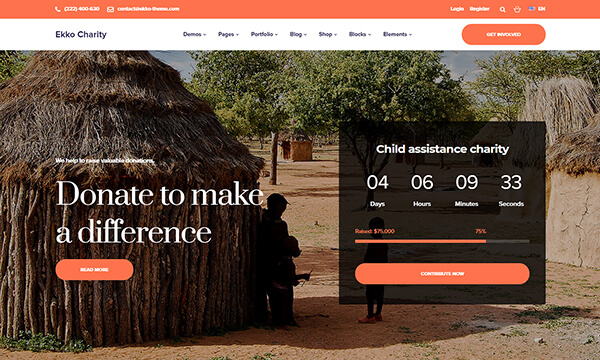 (222) 400-630 contact@ekko-theme.com Login Register EN
Ekko Charity Demos Pages Portfolio Blog Shop Blocks Elements GET INVOLVED
We help to raise valuable donations.
Donate to make
a difference
READ MORE
Child assistance charity
04 06 09 33
Days Hours Minutes Seconds
Raised: $75,000 75%
CONTRIBUTE NOW